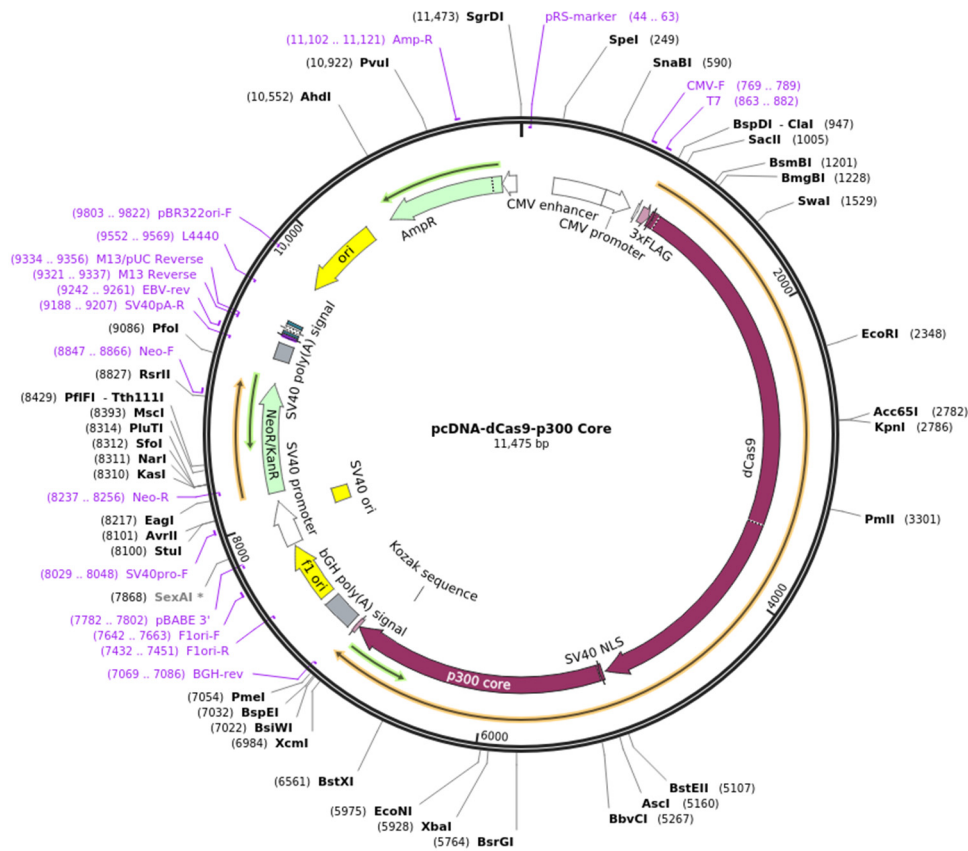 (11,473) SgrDI
pRS-marker (44 .. 63)
(11,102 .. 11,121) Amp-R
SpeI (249)
(10,922) PvuI
SnaBI (590)
(10,552) AhdI
CMV-F (769 .. 789)
T7 (863 .. 882)
BspDI - ClaI (947)
SacII (1005)
BsmBI (1201)
BmgBI (1228)
SwaI (1529)
EcoRI (2348)
Acc65I (2782)
KpnI (2786)
PmlI (3301)
BstEII (5107)
AscI (5160)
BbvCI (5267)
(5764) BsrGI
(5928) XbaI
(5975) EcoNI
(6561) BstXI
(6984) XcmI
(7022) BsiWI
(7032) BspEI
(7054) PmeI
(7069 .. 7086) BGH-rev
(7432 .. 7451) F1ori-R
(7642 .. 7663) F1ori-F
(7782 .. 7802) pBABE 3'
(7868) SexAI *
(8029 .. 8048) SV40pro-F
(8100) StuI
(8101) AvrII
(8217) EagI
(8237 .. 8256) Neo-R
(8310) KasI
(8311) NarI
(8312) SfoI
(8314) PluTI
(8393) MscI
(8429) PflFI - Tth111I
(8827) RsrII
(8847 .. 8866) Neo-F
(9086) PfoI
(9188 .. 9207) SV40pA-R
(9242 .. 9261) EBV-rev
(9321 .. 9337) M13 Reverse
(9334 .. 9356) M13/pUC Reverse
(9552 .. 9569) L4440
(9803 .. 9822) pBR322ori-F
2000
4000
6000
8000
10,000
CMV enhancer
CMV promoter
3xFLAG
dCas9
SV40 NLS
p300 core
bGH poly(A) signal
f1 ori
SV40 promoter
NeoR/KanR
SV40 poly(A) signal
ori
AmpR
SV40 ori
Kozak sequence
pcDNA-dCas9-p300 Core
11,475 bp